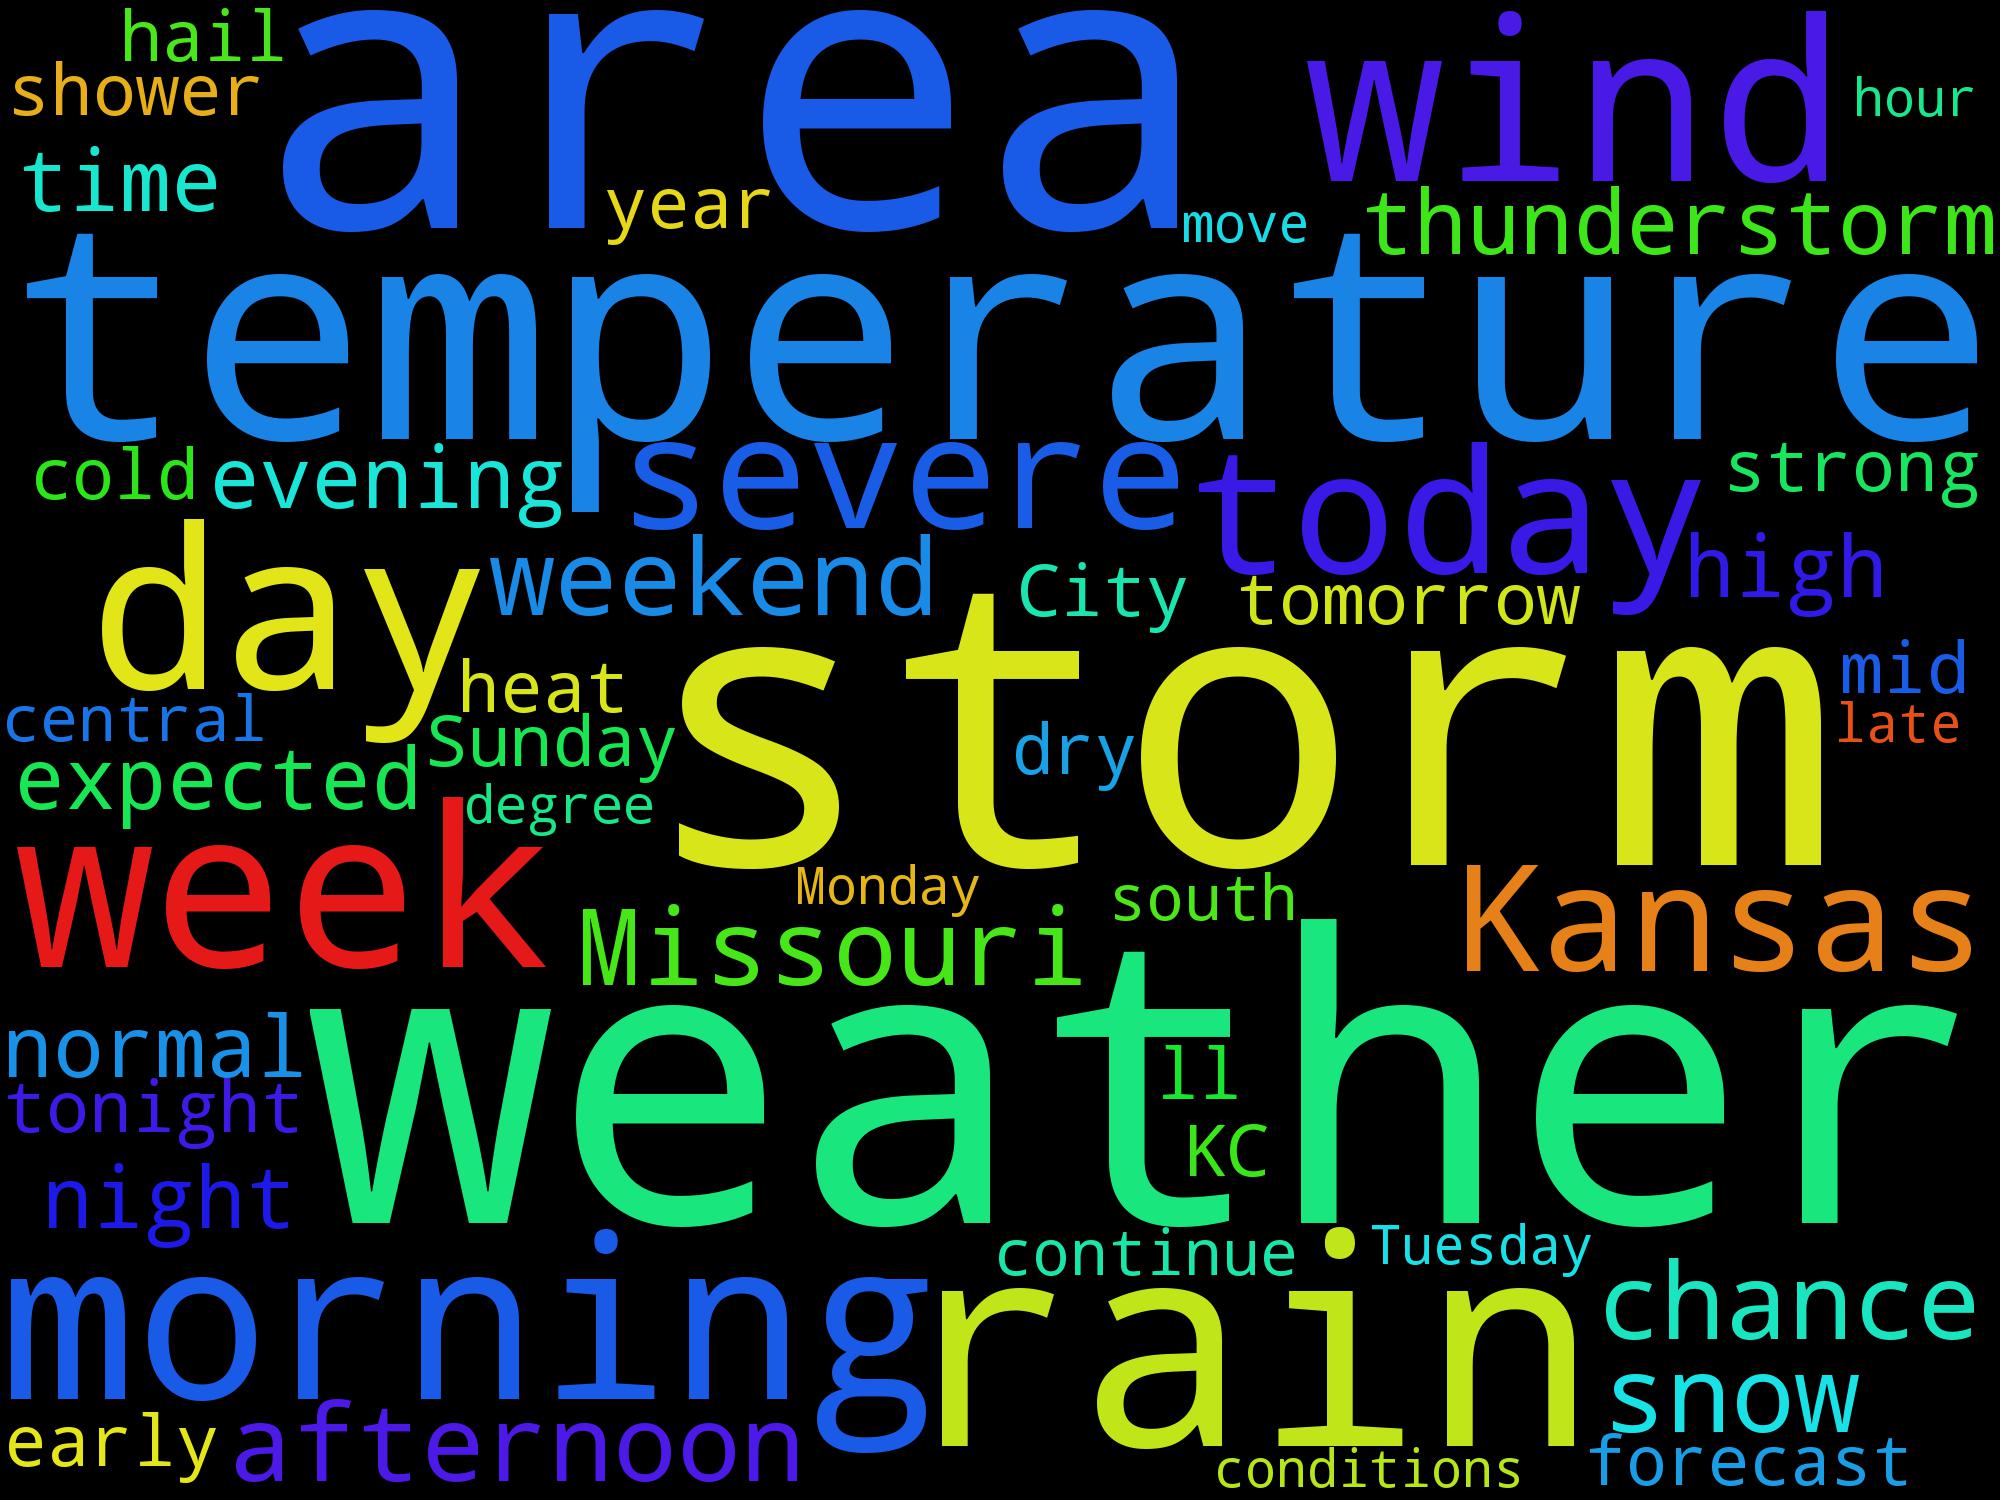 hail
area
wind
shower
hour
time
year
move
thunderstorm
temperature
cold
evening
severe
today
strong
day
weekend
City
tomorrow
high
heat
storm
mid
central
Sunday
dry
late
expected
degree
week
Monday
south
Kansas
Missouri
normal
weather
ll
tonight
KC
night
continue
Tuesday
morning
rain
chance
snow
early
afternoon
conditions
forecast